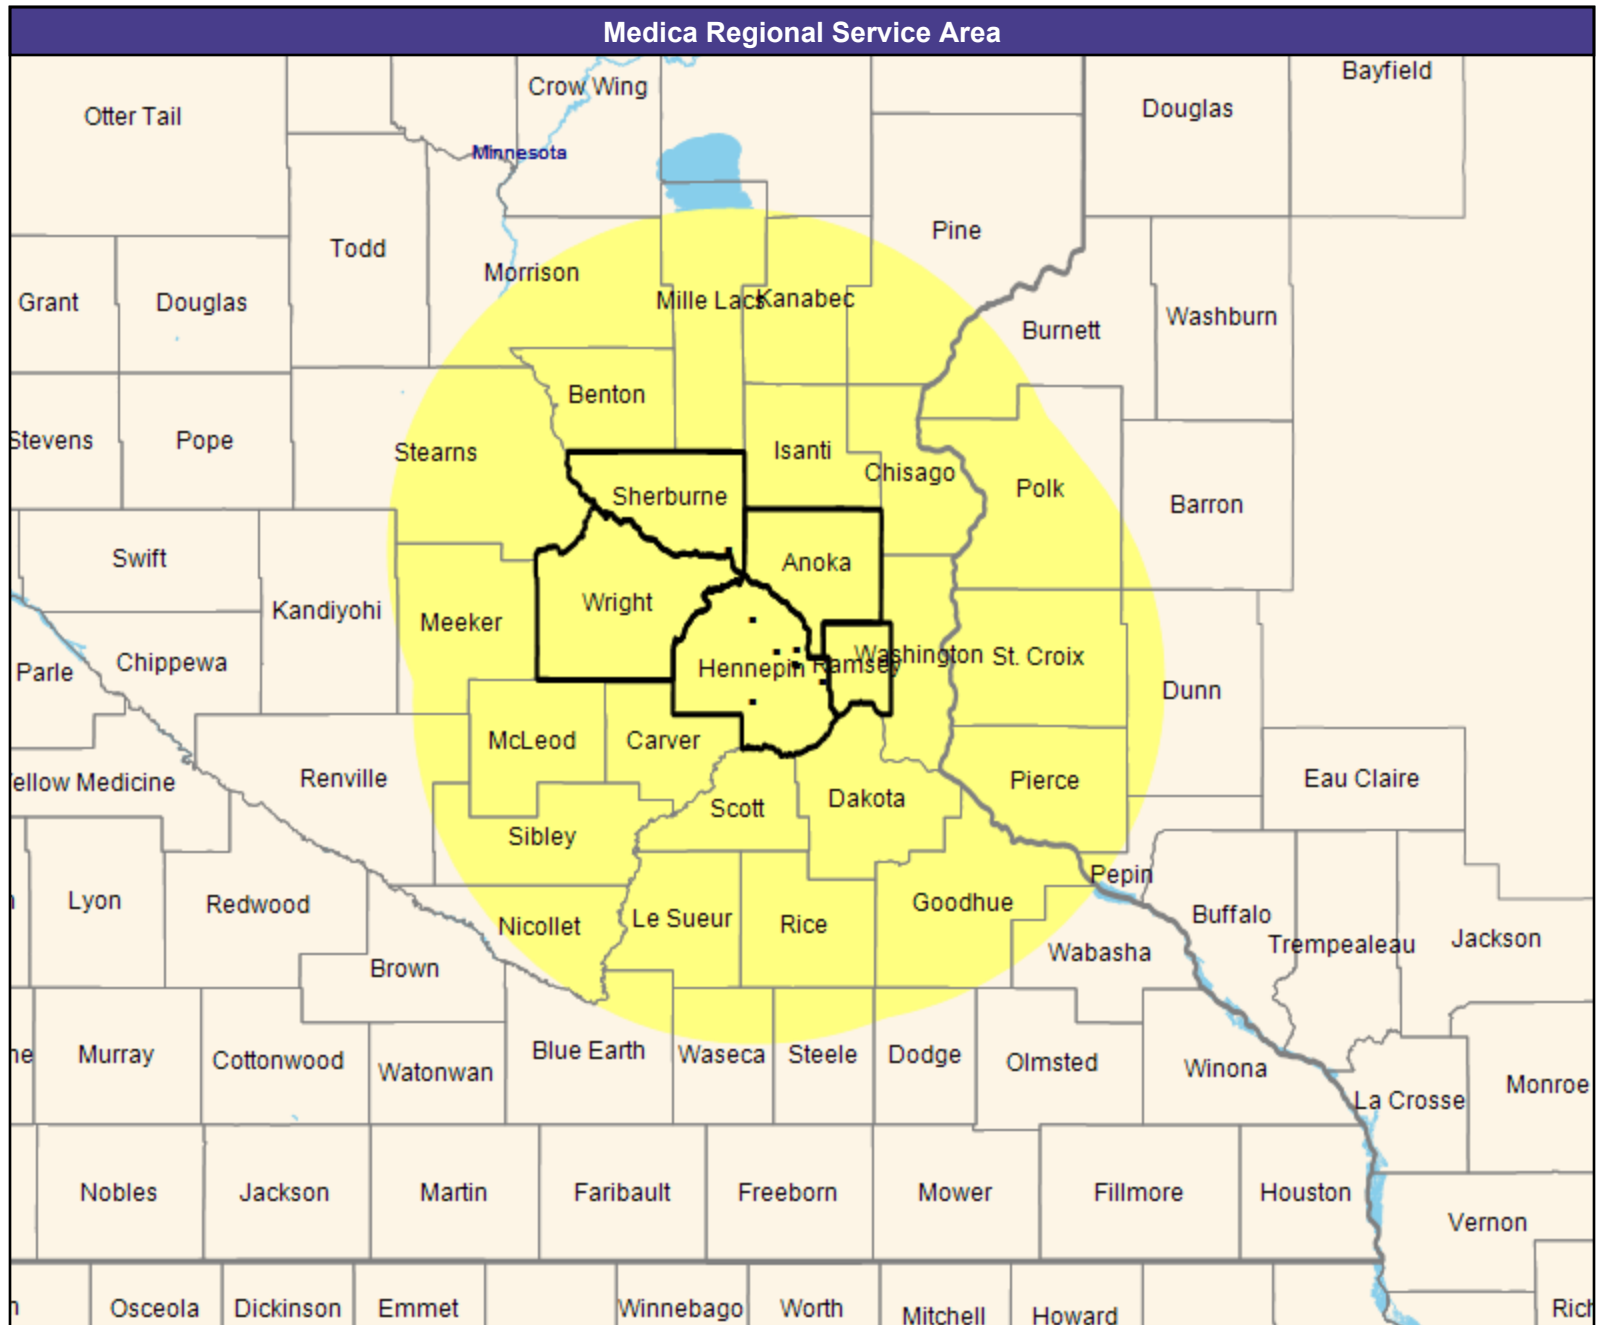 Medica Regional Service Area
Crow Wing
Bayfield
Otter Tail
Douglas
Minnesota
Pine
Todd
Morrison
Grant
Douglas
Mille Lacs
Kanabec
Burnett
Washburn
Benton
Stevens
Pope
Stearns
Isanti
Chisago
Polk
Sherburne
Barron
Swift
Anoka
Kandiyohi
Wright
Meeker
Parle
Chippewa
Hennepin
Ramsey
Washington
St. Croix
Dunn
McLeod
Carver
ellow Medicine
Renville
Scott
Dakota
Pierce
Eau Claire
Sibley
Pepin
Lyon
Redwood
Nicollet
Le Sueur
Rice
Goodhue
Buffalo
Trempealeau
Jackson
Brown
Wabasha
ne
Murray
Cottonwood
Watonwan
Blue Earth
Waseca
Steele
Dodge
Olmsted
Winona
La Crosse
Monroe
Nobles
Jackson
Martin
Faribault
Freeborn
Mower
Fillmore
Houston
Vernon
Osceola
Dickinson
Emmet
Winnebago
Worth
Mitchell
Howard
Rich